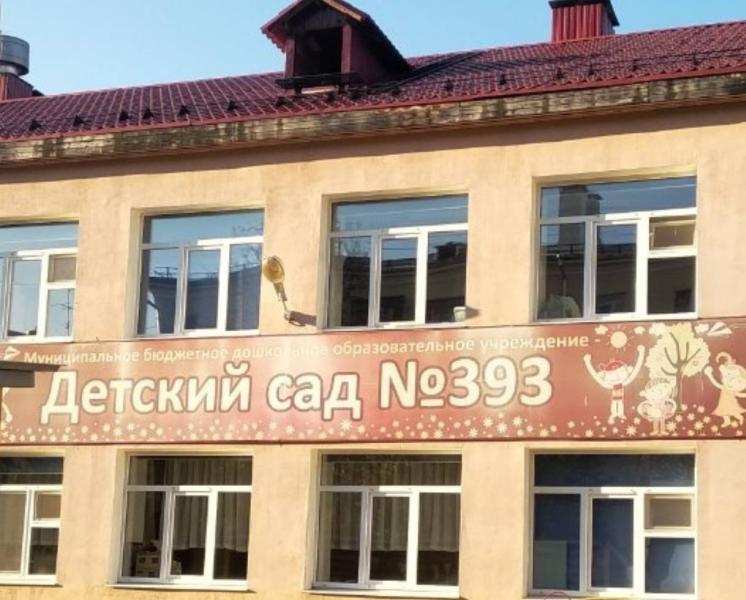 Муниципальное бюджетное дошкольное образовательное учреждение -
Детский сад №393